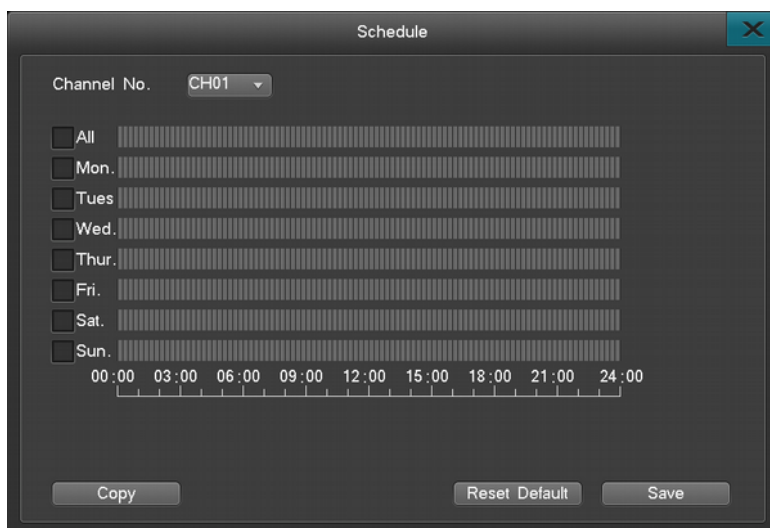 Schedule
Channel No. CH01
All
Mon.
Tues
Wed.
Thur.
Fri.
Sat.
Sun.
00:00 03:00 06:00 09:00 12:00 15:00 18:00 21:00 24:00
Copy Reset Default Save